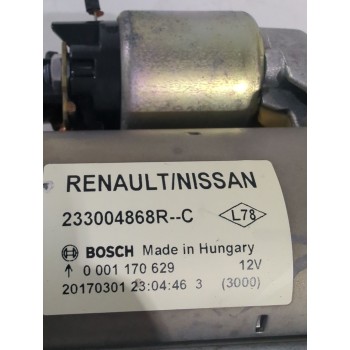 RENAULT/NISSAN
233004868R--C L78
BOSCH Made in Hungary
↑ 0 001 170 629 12V
20170301 23:04:46 3 (3000)